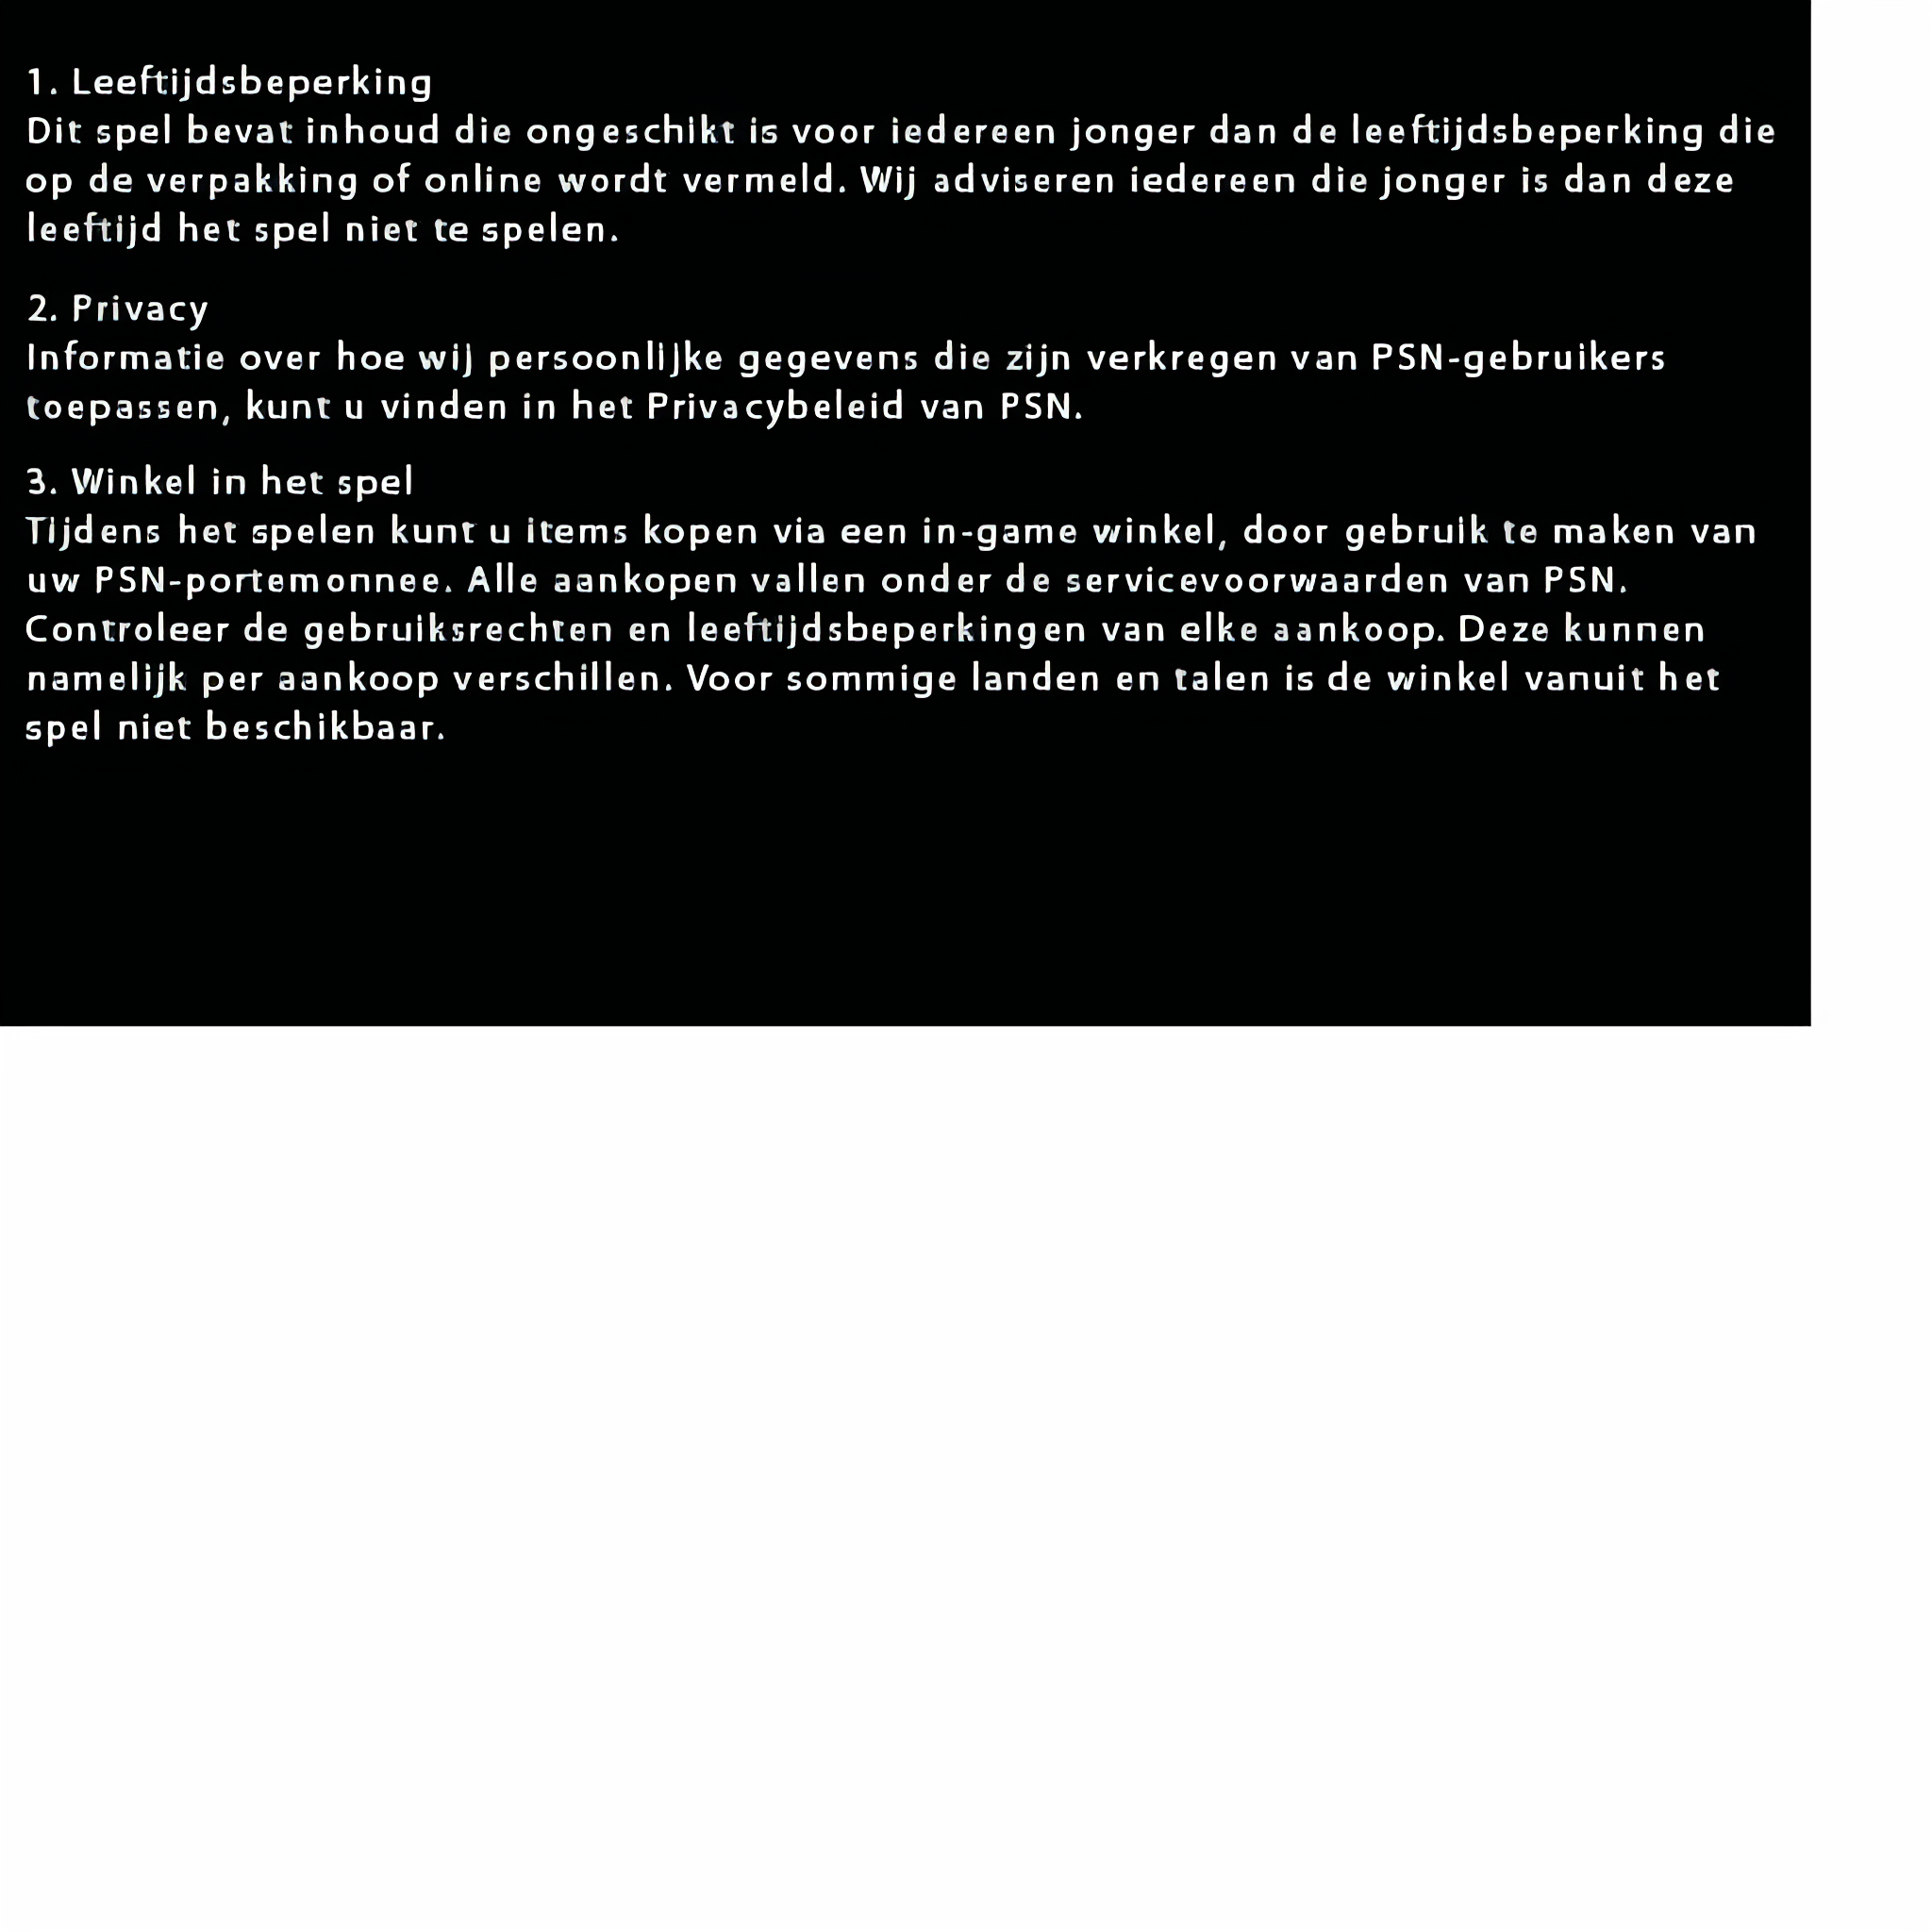 1. Leeftijdsbeperking
Dit spel bevat inhoud die ongeschikt is voor iedereen jonger dan de leeftijdsbeperking die
op de verpakking of online wordt vermeld. Wij adviseren iedereen die jonger is dan deze
leeftijd het spel niet te spelen.
2. Privacy
Informatie over hoe wij persoonlijke gegevens die zijn verkregen van PSN-gebruikers
toepassen, kunt u vinden in het Privacybeleid van PSN.
3. Winkel in het spel
Tijdens het spelen kunt u items kopen via een in-game winkel, door gebruik te maken van
uw PSN-portemonnee. Alle aankopen vallen onder de servicevoorwaarden van PSN.
Controleer de gebruiksrechten en leeftijdsbeperkingen van elke aankoop. Deze kunnen
namelijk per aankoop verschillen. Voor sommige landen en talen is de winkel vanuit het
spel niet beschikbaar.